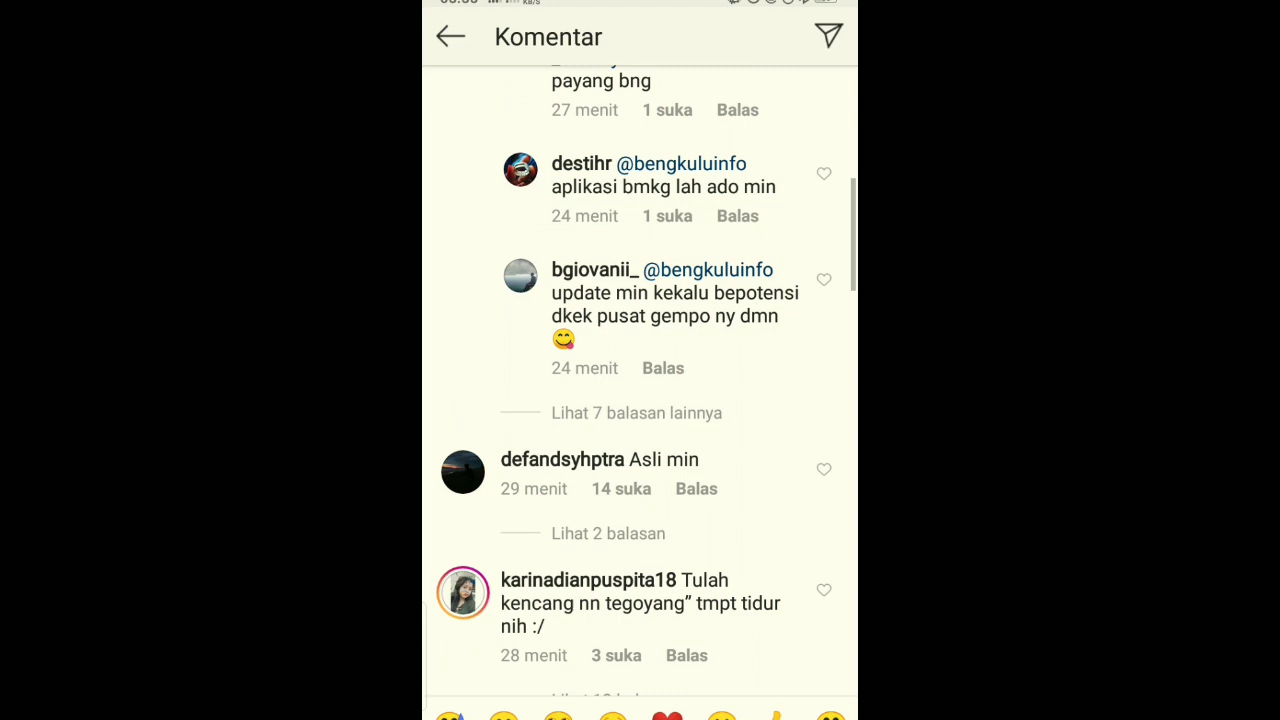 KB/S
Komentar
payang bng
27 menit 1 suka Balas
destihr @bengkuluinfo
aplikasi bmkg lah ado min
24 menit 1 suka Balas
bgiovanii_ @bengkuluinfo
update min kekalu bepotensi
dkek pusat gempo ny dmn
😋
24 menit Balas
Lihat 7 balasan lainnya
defandsyhptra Asli min
29 menit 14 suka Balas
Lihat 2 balasan
karinadianpuspita18 Tulah
kencang nn tegoyang” tmpt tidur
nih :/
28 menit 3 suka Balas